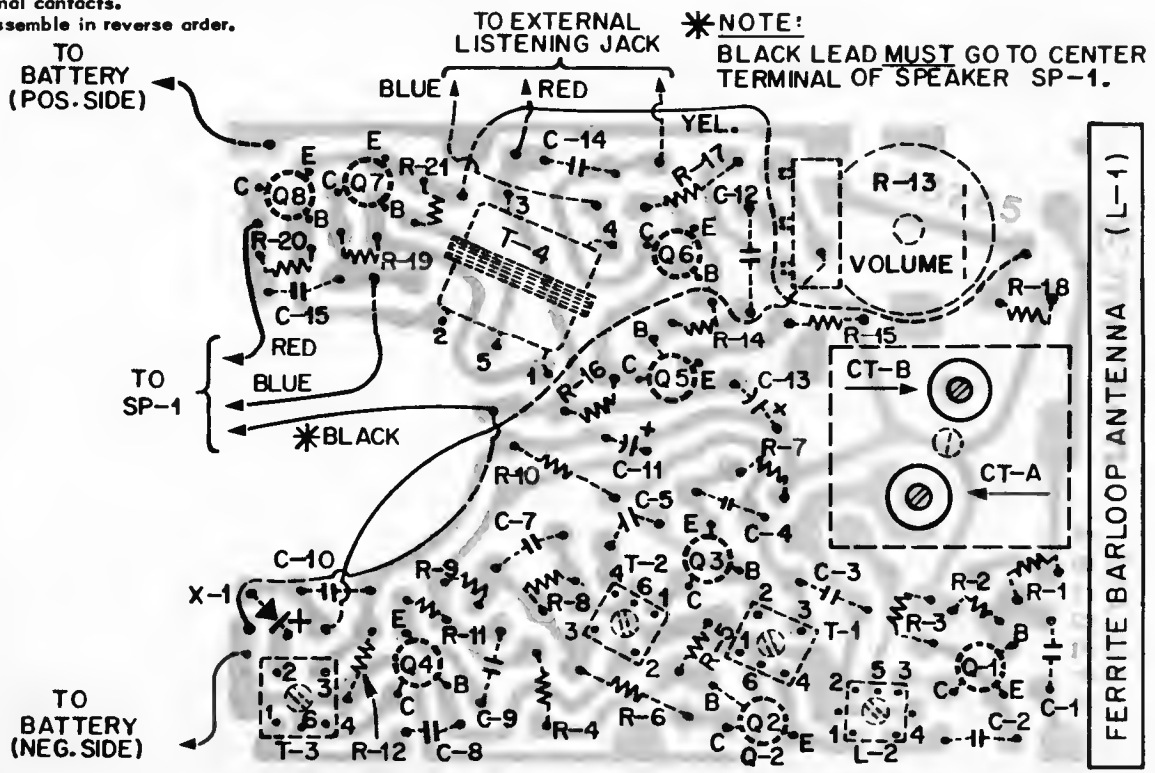 nal contacts.
ssemble in reverse order.
TO
BATTERY
(POS. SIDE)
TO EXTERNAL
LISTENING JACK
BLUE
RED
✱NOTE:
BLACK LEAD MUST GO TO CENTER
TERMINAL OF SPEAKER SP-1.
YEL.
C-14
R-17
C-12
R-13
VOLUME
5
E
C
Q8
B
E
C
Q7
B
R-21
3
T-4
4
2
5
1
C
E
Q6
B
R-20
R-19
C-15
R-18
R-14
R-15
TO
SP-1
RED
BLUE
✱BLACK
B
C
Q5
E
R-16
C-13
+
CT-B
CT-A
C-11
+
R-10
R-7
C-5
C-4
C-7
E
Q3
B
C
C-10
X-1
+
R-9
R-8
T-2
4
6
1
3
2
C-3
R-2
R-1
R-3
R-11
E
Q4
B
C
R-5
2
3
T-1
1
6
4
B
Q-1
C
E
C-1
2
3
1
6
4
T-3
R-12
C-8
C-9
R-4
R-6
B
C
Q2
E
Q-2
2
5
3
1
4
L-2
C-2
TO
BATTERY
(NEG. SIDE)
FERRITE BARLOOP ANTENNA (L-1)